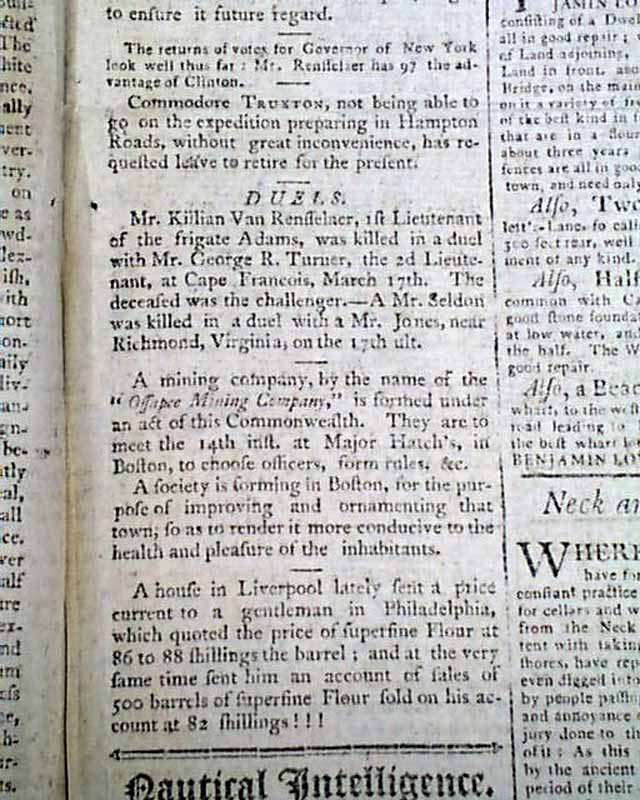 to ensure it future regard.
The returns of votes for Governor of New York
look well thus far : Mr. Renſſelaer has 97 the ad-
vantage of Clinton.
Commodore TRUXTON, not being able to
go on the expedition preparing in Hampton
Roads, without great inconvenience, has re-
queſted leave to retire for the preſent.
DUELS.
Mr. Killian Van Renſſelaer, 1ſt Lieutenant
of the frigate Adams, was killed in a duel
with Mr. George R. Turner, the 2d Lieute-
nant, at Cape Francois, March 17th. The
deceaſed was the challenger.—A Mr. Seldon
was killed in a duel with a Mr. Jones, near
Richmond, Virginia, on the 17th ult.
A mining company, by the name of the
"Oſſapee Mining Company," is formed under
an act of this Commonwealth. They are to
meet the 14th inſt. at Major Hatch's, in
Boſton, to chooſe officers, form rules, &c.
A ſociety is forming in Boſton, for the pur-
poſe of improving and ornamenting that
town; ſo as to render it more conducive to the
health and pleaſure of the inhabitants.
A houſe in Liverpool lately ſent a price
current to a gentleman in Philadelphia,
which quoted the price of ſuperfine Flour at
86 to 88 ſhillings the barrel ; and at the very
ſame time ſent him an account of ſales of
500 barrels of ſuperfine Flour ſold on his ac-
count at 82 ſhillings ! ! !
Nautical Intelligence.
conſiſting of a Dwel
all in good repair ;
of Land adjoining,
Land in front, 
Bridge, on the main
on it a variety of
of the beſt kind in
that are in a
about three years
fences are all in good
town, and need only
Alſo, Two
lett's-Lane, ſo
500 feet rear, well
ment of any kind.
Alſo, Half
common with C
good ſtone
at low water, and
the half. The W
good repair.
Alſo, a Beac
wharf, to the
road leading to
the beſt
BENJAMIN LO
Neck an
WHERE
have
conſtant practice
for cellars and
from the Neck
tent with taking
ſhores, have
even digged
by people
and annoyance
jury done to the
of it : As this
by the ancient
period of their